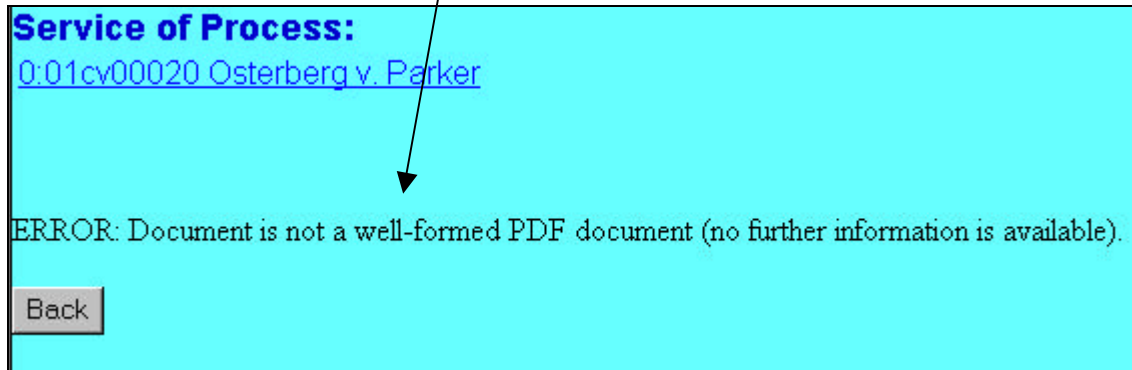 Service of Process:
0:01cv00020 Osterberg v. Parker
ERROR: Document is not a well-formed PDF document (no further information is available).
Back